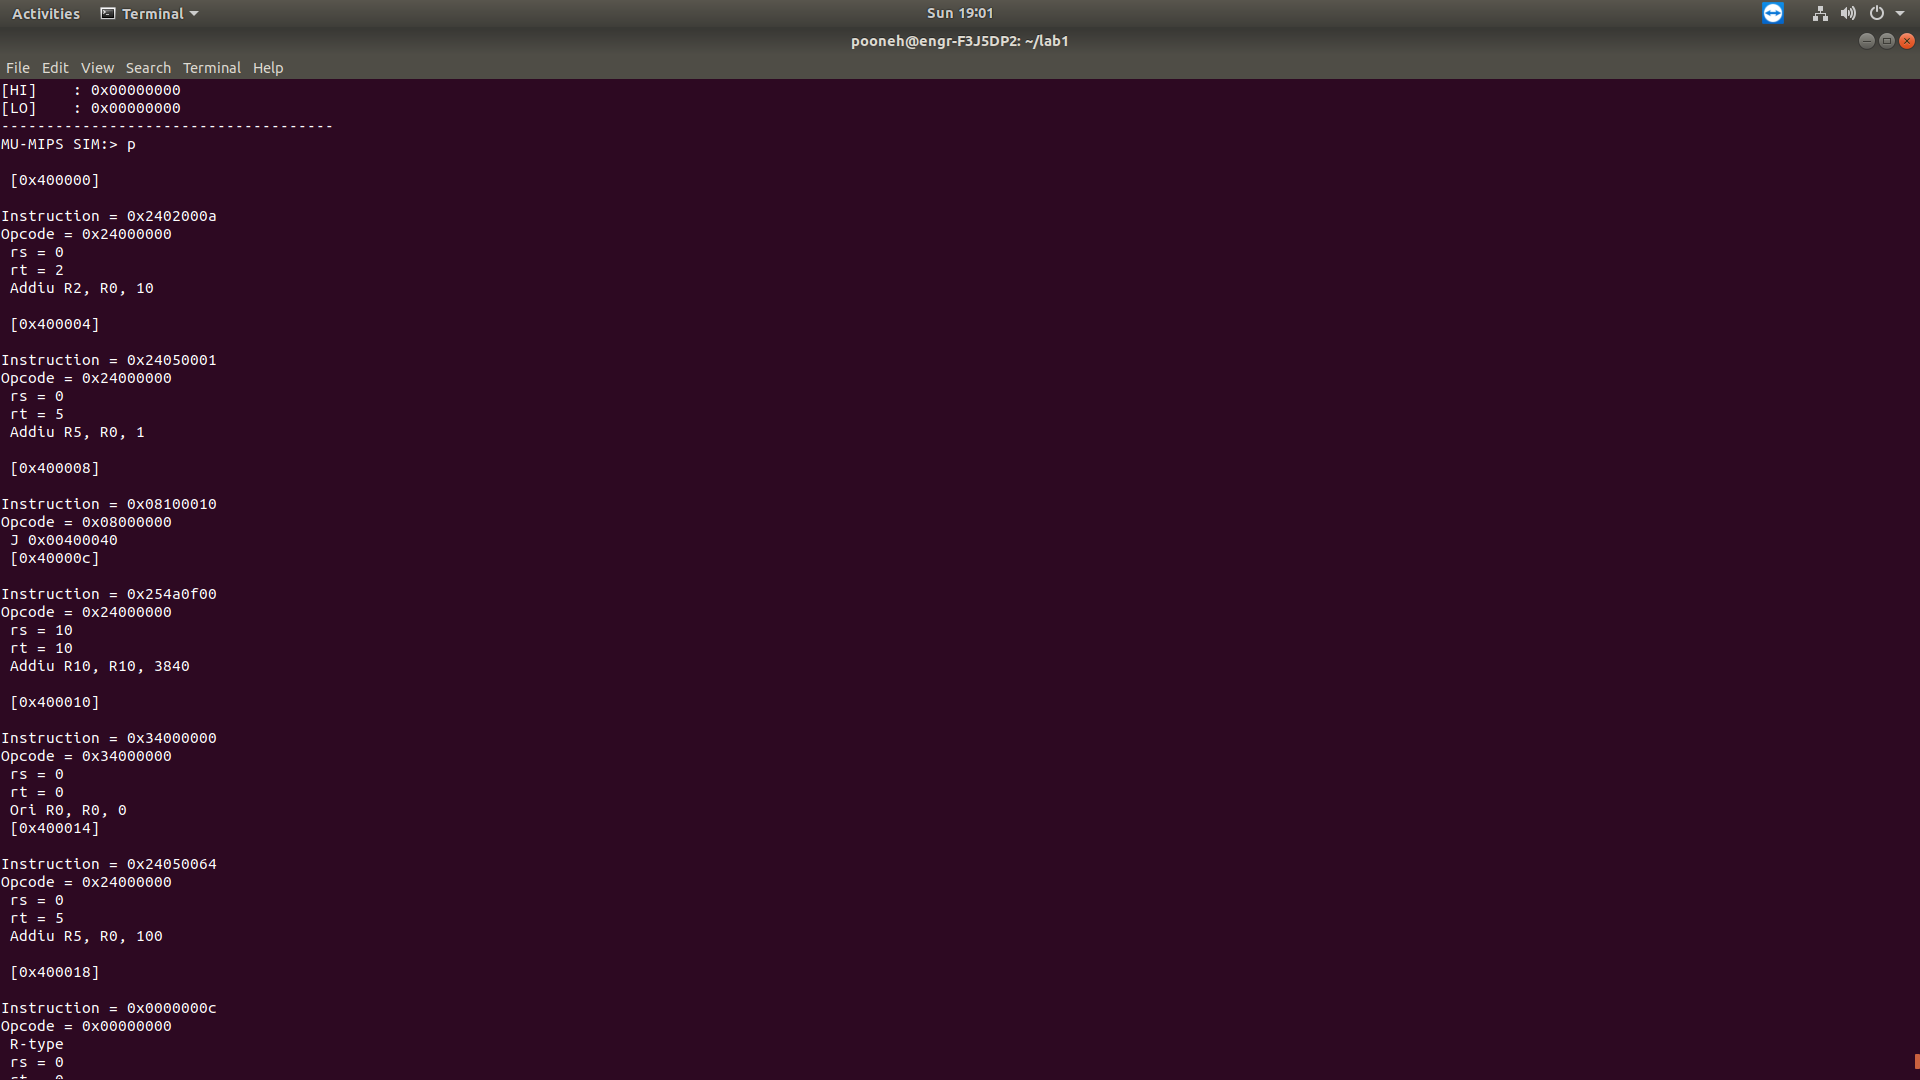 Activities Terminal Sun 19:01
pooneh@engr-F3J5DP2: ~/lab1
File Edit View Search Terminal Help
[HI]    : 0x00000000
[LO]    : 0x00000000
-------------------------------------
MU-MIPS SIM:> p
[0x400000]
Instruction = 0x2402000a
Opcode = 0x24000000
rs = 0
rt = 2
Addiu R2, R0, 10
[0x400004]
Instruction = 0x24050001
Opcode = 0x24000000
rs = 0
rt = 5
Addiu R5, R0, 1
[0x400008]
Instruction = 0x08100010
Opcode = 0x08000000
J 0x00400040
[0x40000c]
Instruction = 0x254a0f00
Opcode = 0x24000000
rs = 10
rt = 10
Addiu R10, R10, 3840
[0x400010]
Instruction = 0x34000000
Opcode = 0x34000000
rs = 0
rt = 0
Ori R0, R0, 0
[0x400014]
Instruction = 0x24050064
Opcode = 0x24000000
rs = 0
rt = 5
Addiu R5, R0, 100
[0x400018]
Instruction = 0x0000000c
Opcode = 0x00000000
R-type
rs = 0